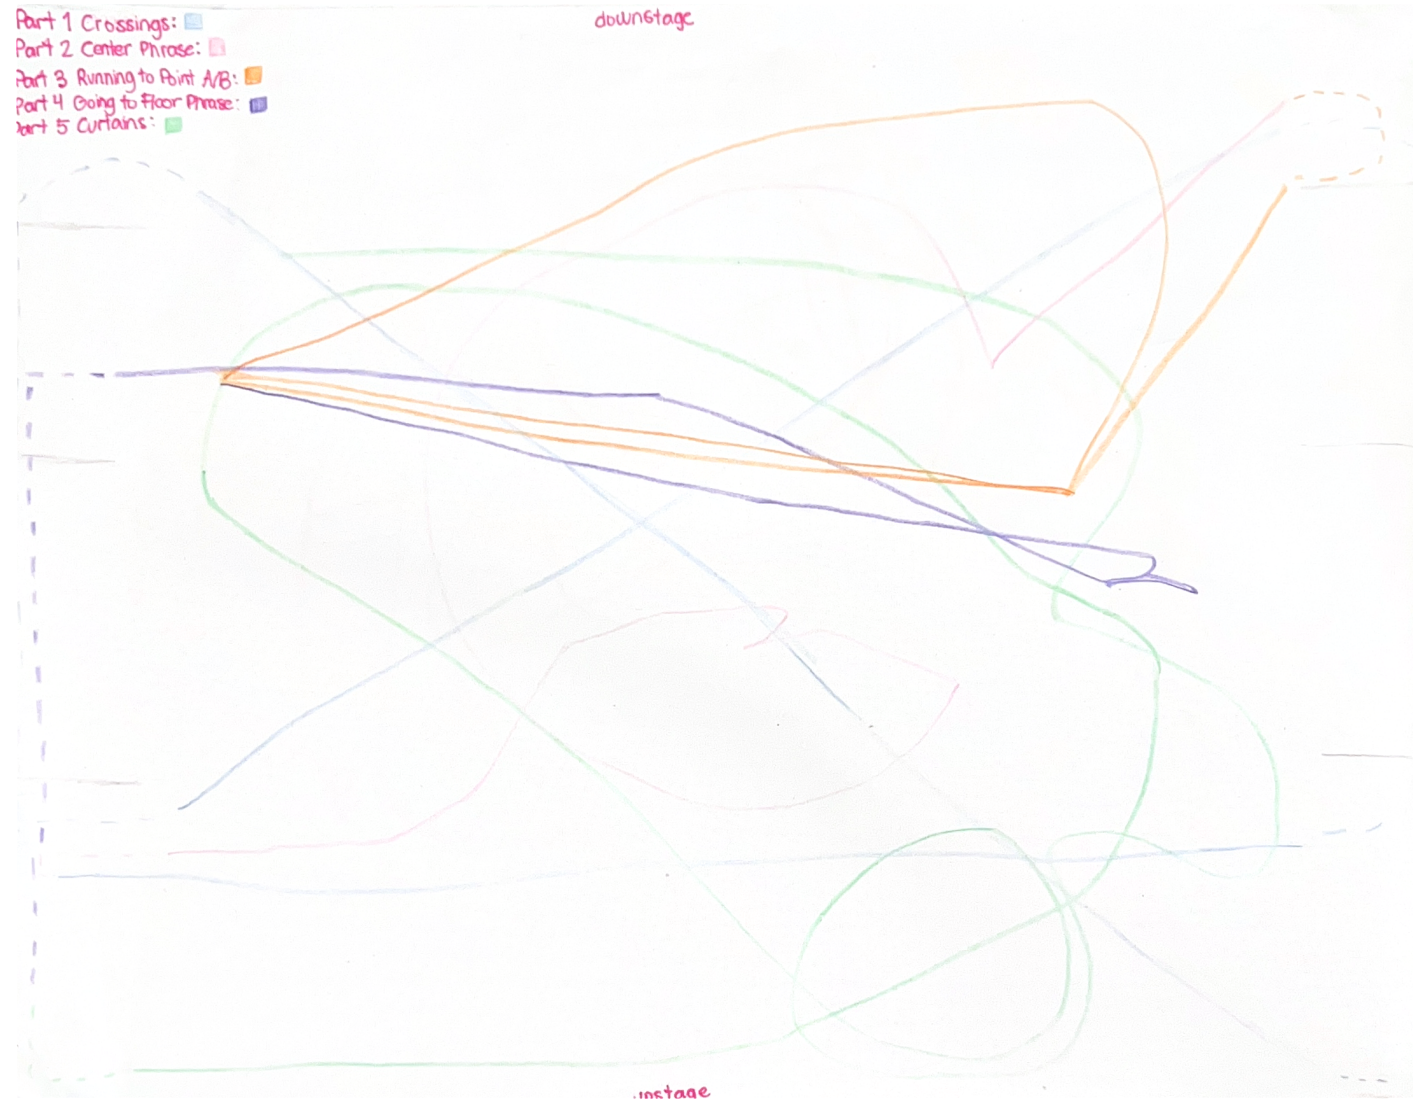 Part 1 Crossings:
downstage
Part 2 Center Phrase:
Part 3 Running to Point A/B:
Part 4 Going to Floor Phrase:
Part 5 Curtains:
upstage